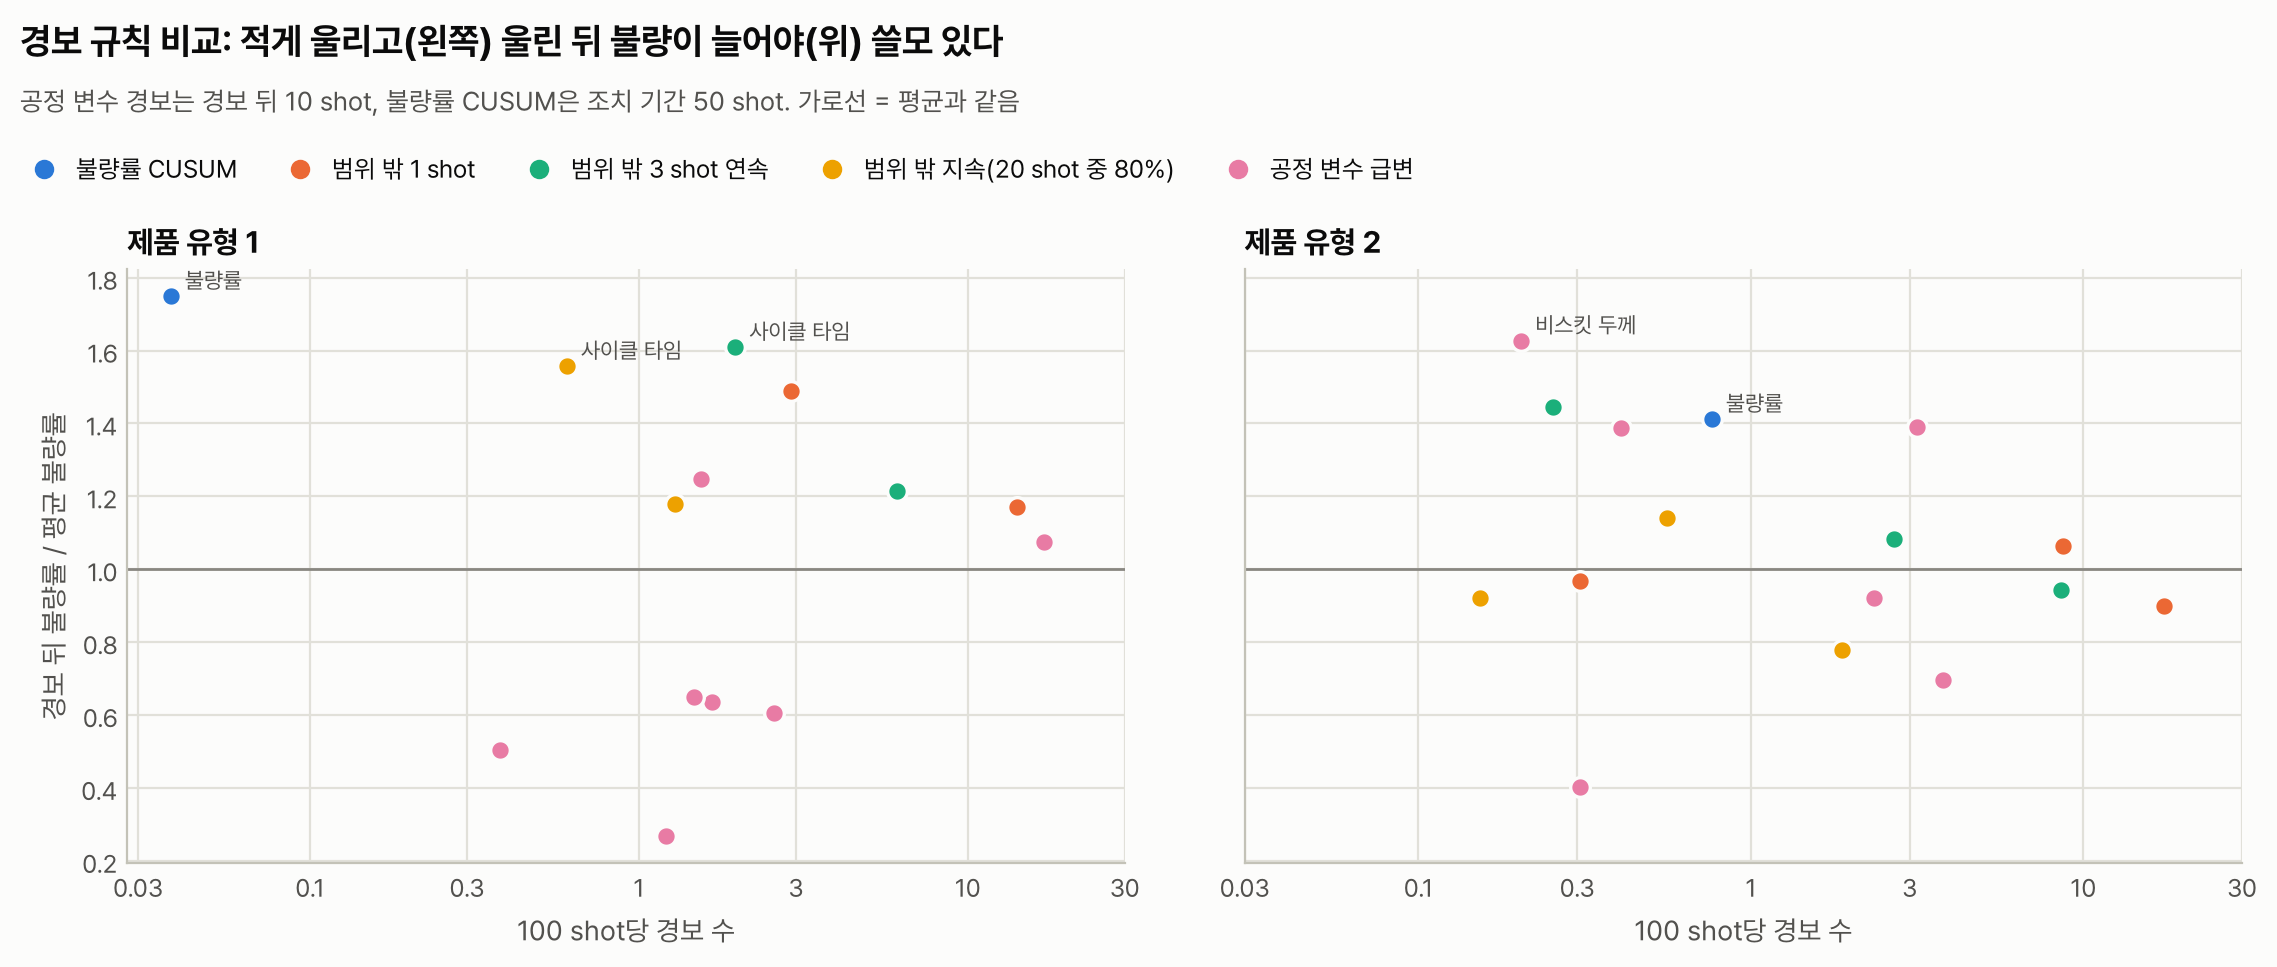 경보 규칙 비교: 적게 울리고(왼쪽) 울린 뒤 불량이 늘어야(위) 쓸모 있다
공정 변수 경보는 경보 뒤 10 shot, 불량률 CUSUM은 조치 기간 50 shot. 가로선 = 평균과 같음
불량률 CUSUM 범위 밖 1 shot 범위 밖 3 shot 연속 범위 밖 지속(20 shot 중 80%) 공정 변수 급변
제품 유형 1
경보 뒤 불량률 / 평균 불량률
1.8
1.6
1.4
1.2
1.0
0.8
0.6
0.4
0.2
불량률
사이클 타임
사이클 타임
0.03 0.1 0.3 1 3 10 30
100 shot당 경보 수
제품 유형 2
비스킷 두께
불량률
0.03 0.1 0.3 1 3 10 30
100 shot당 경보 수